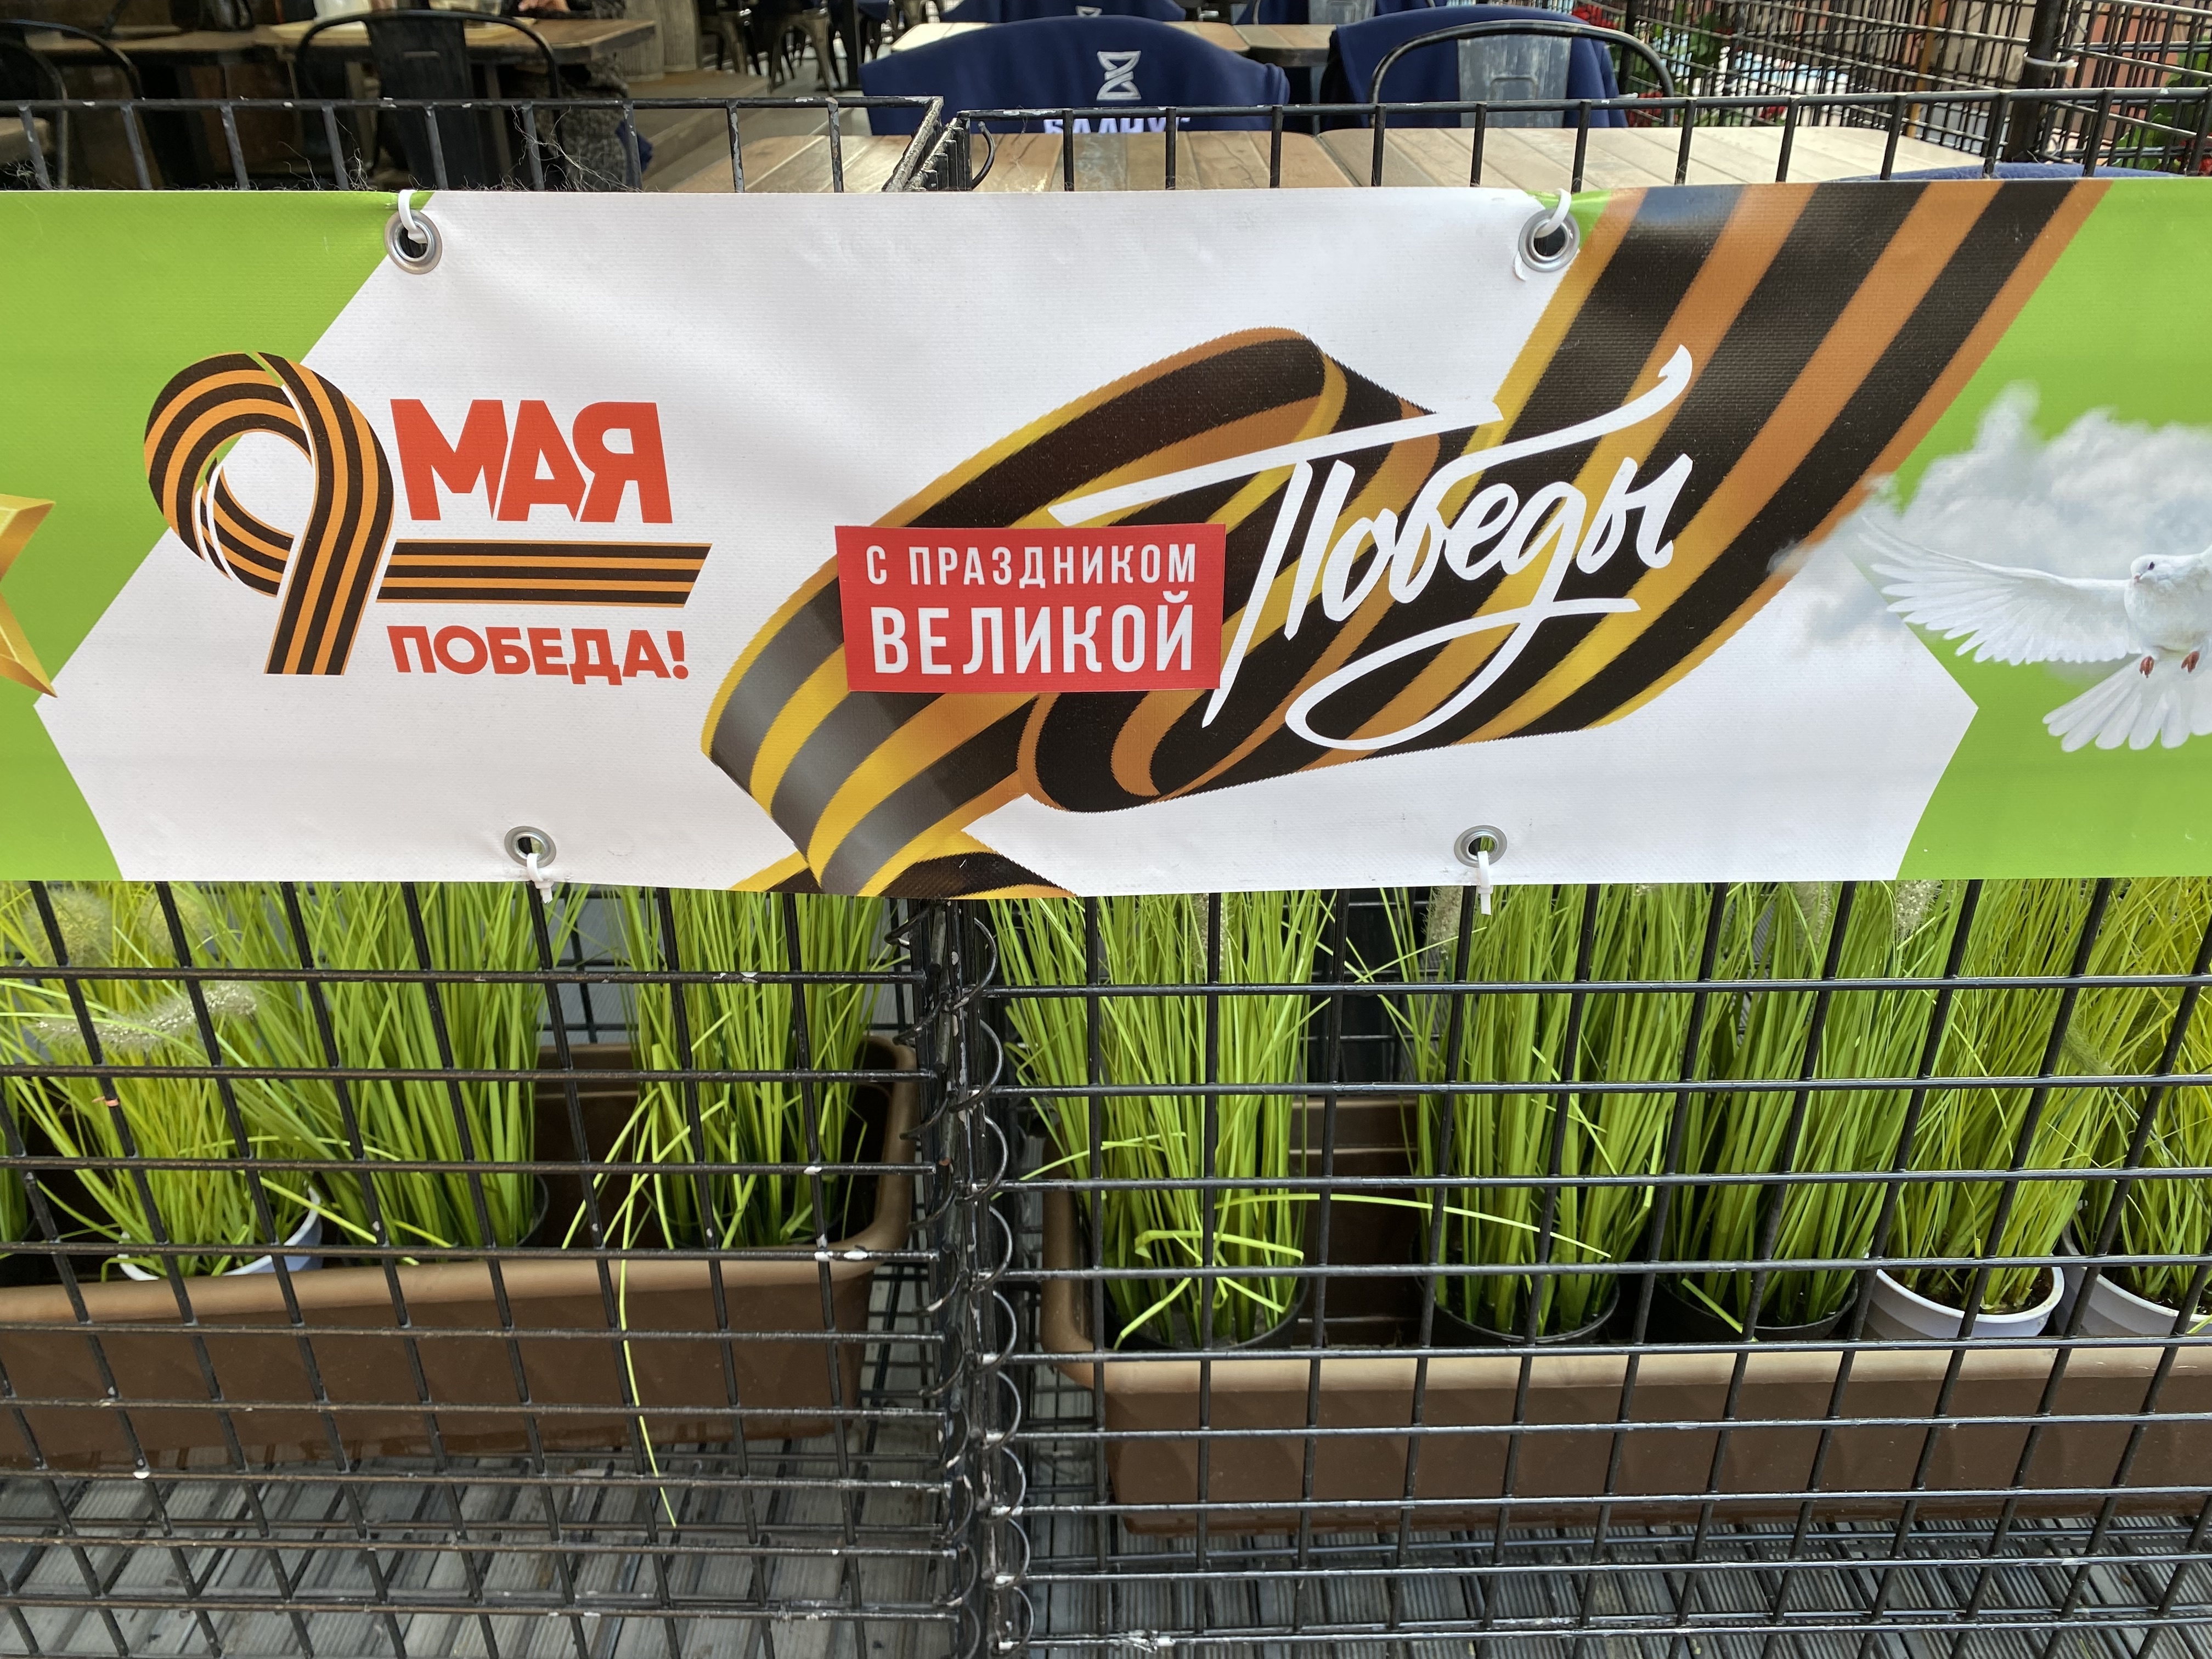 9 МАЯ
ПОБЕДА!
С ПРАЗДНИКОМ
ВЕЛИКОЙ
Победы